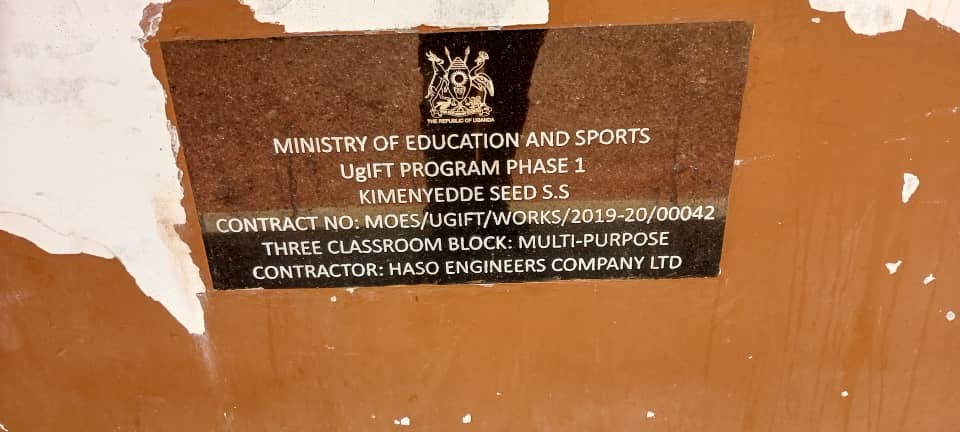 THE REPUBLIC OF UGANDA
MINISTRY OF EDUCATION AND SPORTS
UgIFT PROGRAM PHASE 1
KIMENYEDDE SEED S.S
CONTRACT NO: MOES/UGIFT/WORKS/2019-20/00042
THREE CLASSROOM BLOCK: MULTI-PURPOSE
CONTRACTOR: HASO ENGINEERS COMPANY LTD